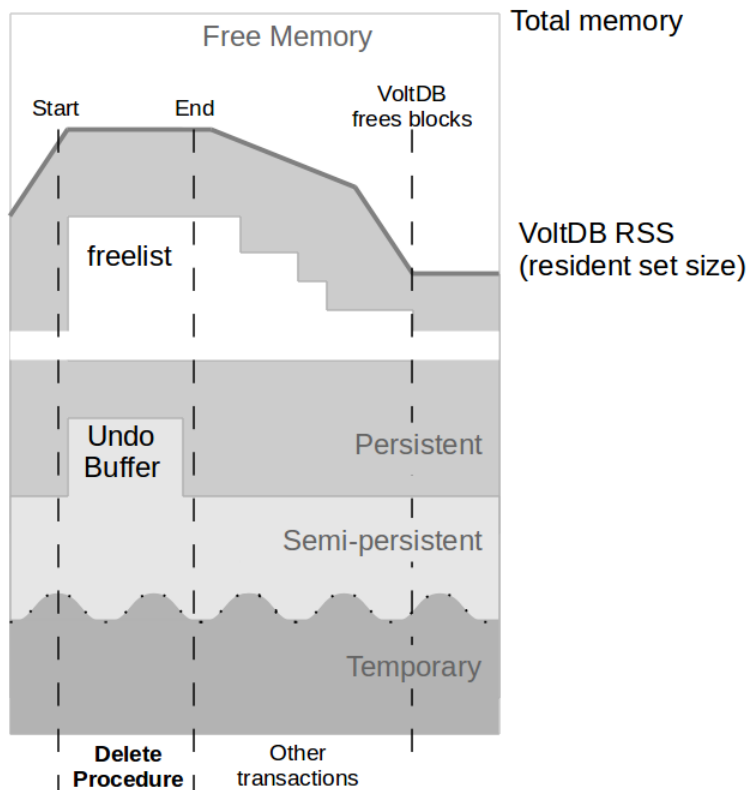 Total memory
Free Memory
Start
End
VoltDB
frees blocks
freelist
VoltDB RSS
(resident set size)
Undo
Buffer
Persistent
Semi-persistent
Temporary
Delete
Procedure
Other
transactions